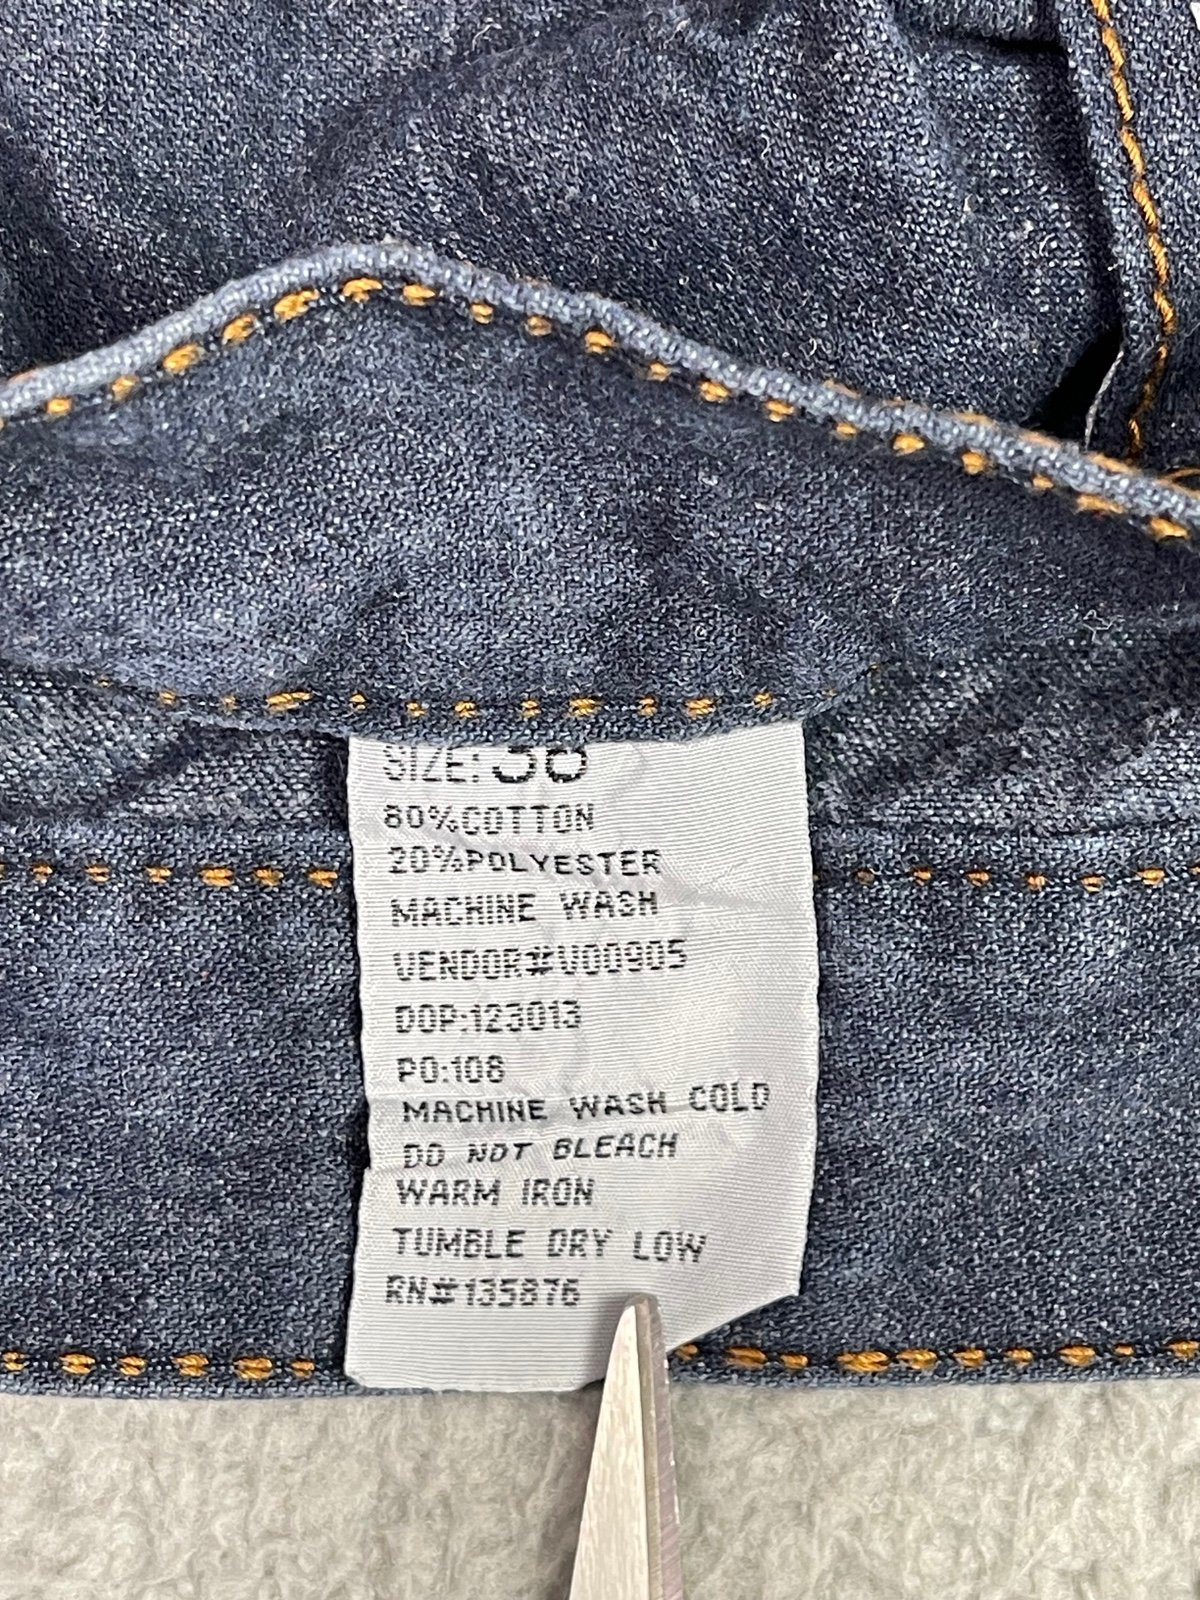 SIZE:
80%COTTON
20%POLYESTER
MACHINE WASH
VENDOR#V00905
DOP:123013
PO:108
MACHINE WASH COLD
DO NOT BLEACH
WARM IRON
TUMBLE DRY LOW
RN#135876